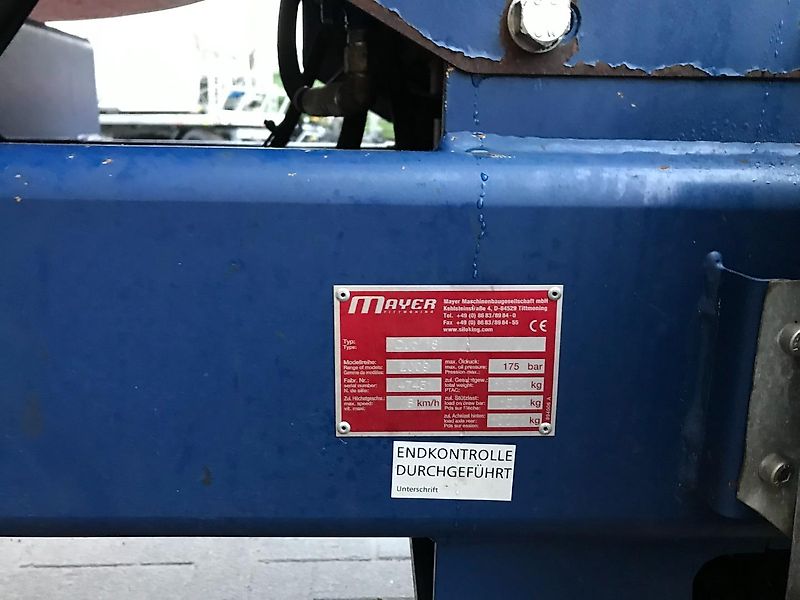 MAYER
TITTMONING
Mayer Maschinenbaugesellschaft mbH
Kehlsteinstraße 4, D-84529 Tittmoning
Tel. +49 (0) 86 83/89 84-0
Fax +49 (0) 86 83/89 84-55
www.siloking.com
CE
Typ:
Type:
Modellreihe:
Range of models:
Gamme de modèles:
Fabr. Nr.:
serial number:
N. de série:
zul. Höchstgeschw.:
max. speed:
vit. maxi.
km/h
max. Öldruck:
max. oil pressure:
Pression max.:
175 bar
zul. Gesamtgew.:
total weight:
PTAC:
kg
zul. Stützlast:
load on draw bar:
Pds sur flèche:
kg
zul. Achslast hinten:
load axle rear:
Pds sur essieu:
kg
ENDKONTROLLE
DURCHGEFÜHRT
Unterschrift